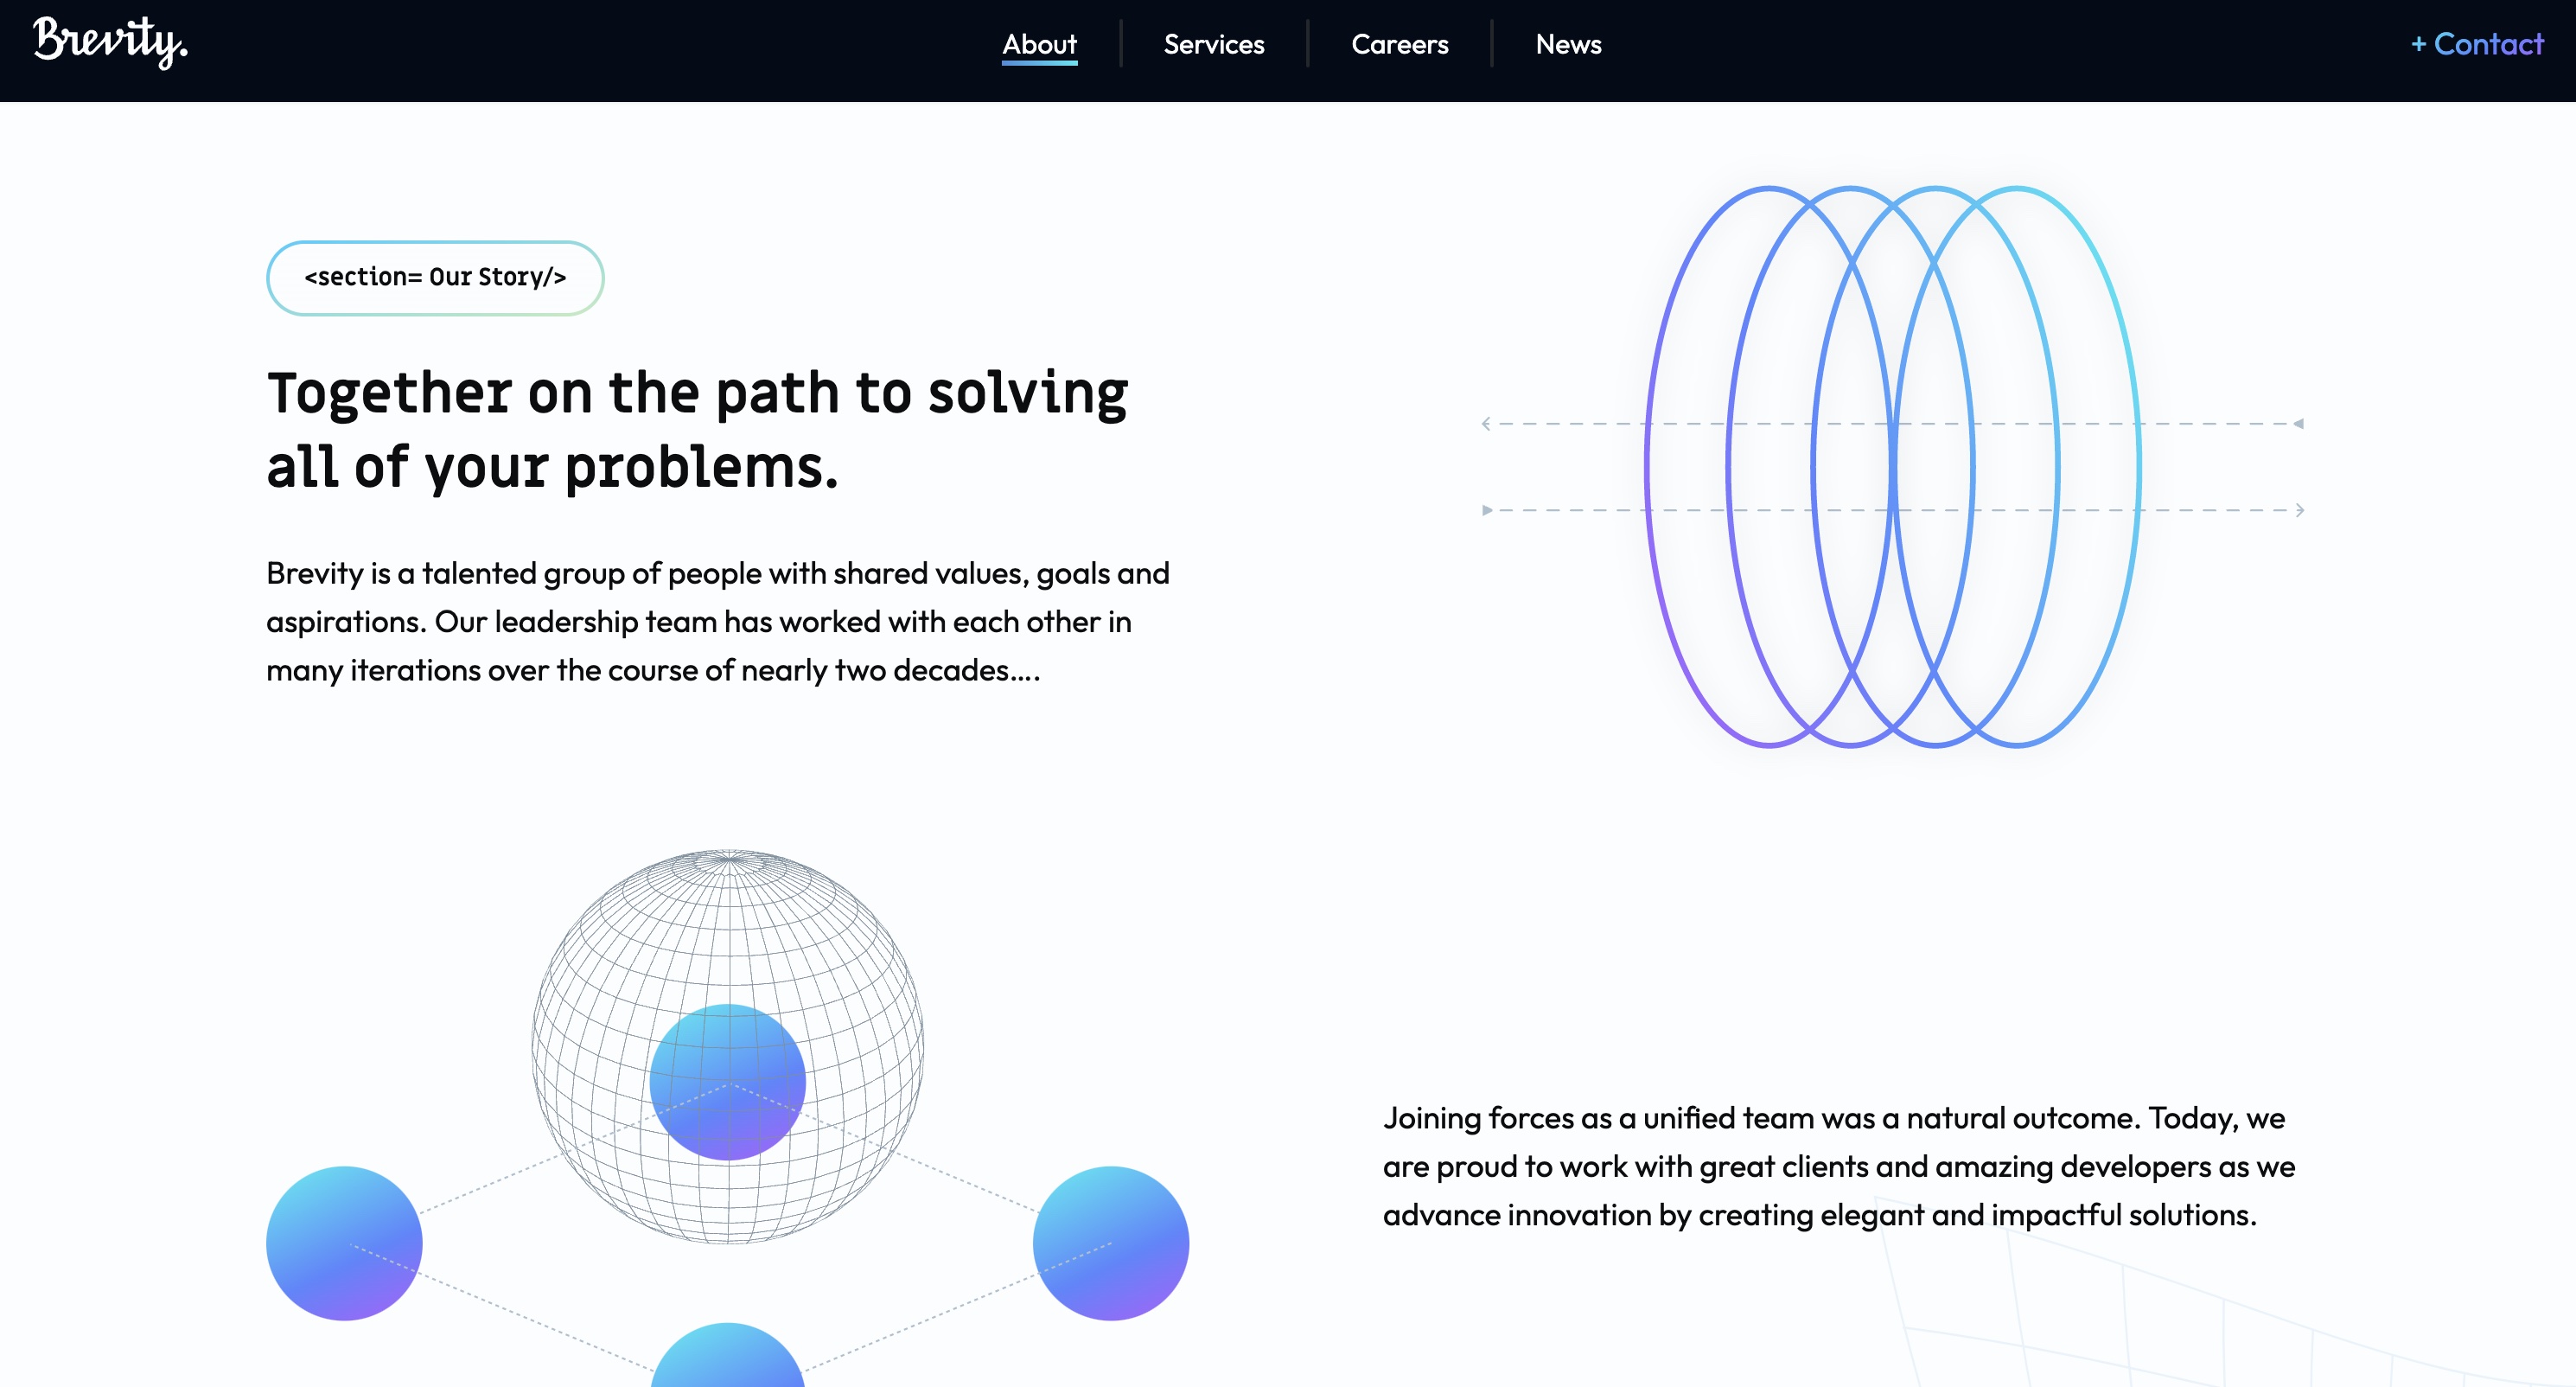 Brevity.
About
Services
Careers
News
+ Contact
<section= Our Story/>
Together on the path to solving
all of your problems.
Brevity is a talented group of people with shared values, goals and
aspirations. Our leadership team has worked with each other in
many iterations over the course of nearly two decades....
Joining forces as a unified team was a natural outcome. Today, we
are proud to work with great clients and amazing developers as we
advance innovation by creating elegant and impactful solutions.